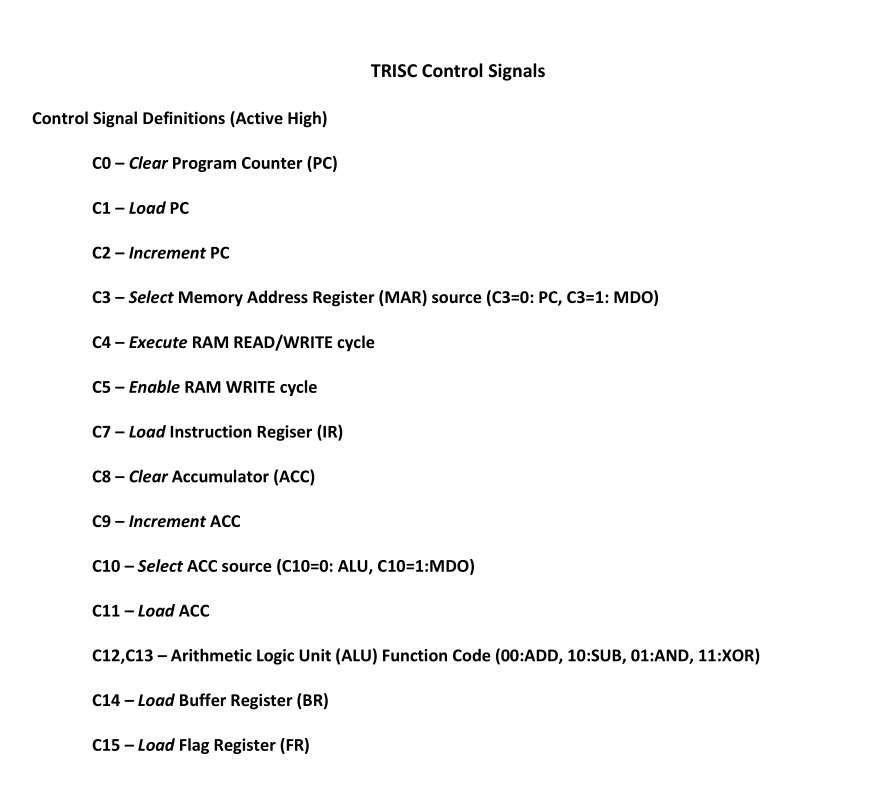 TRISC Control Signals
Control Signal Definitions (Active High)
C0 – Clear Program Counter (PC)
C1 – Load PC
C2 – Increment PC
C3 – Select Memory Address Register (MAR) source (C3=0: PC, C3=1: MDO)
C4 – Execute RAM READ/WRITE cycle
C5 – Enable RAM WRITE cycle
C7 – Load Instruction Regiser (IR)
C8 – Clear Accumulator (ACC)
C9 – Increment ACC
C10 – Select ACC source (C10=0: ALU, C10=1:MDO)
C11 – Load ACC
C12,C13 – Arithmetic Logic Unit (ALU) Function Code (00:ADD, 10:SUB, 01:AND, 11:XOR)
C14 – Load Buffer Register (BR)
C15 – Load Flag Register (FR)